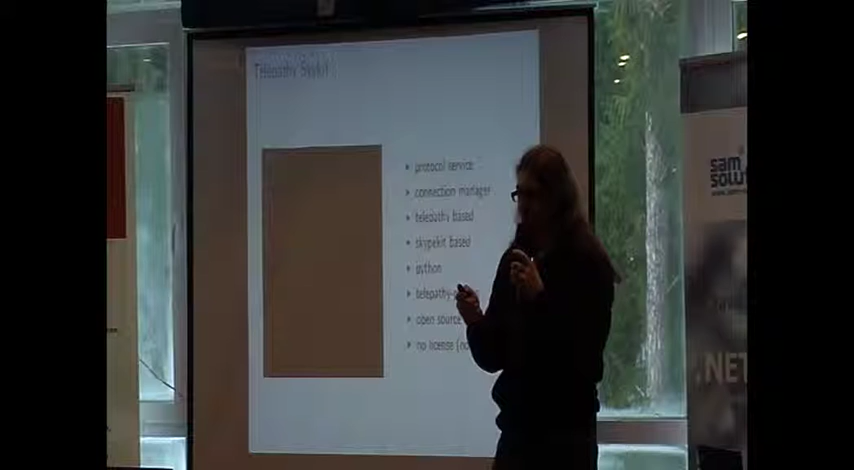 Telepathy Skykit
protocol service
connection manager
telepathy based
skypekit based
python
open source
no license
sam
solu
.NET